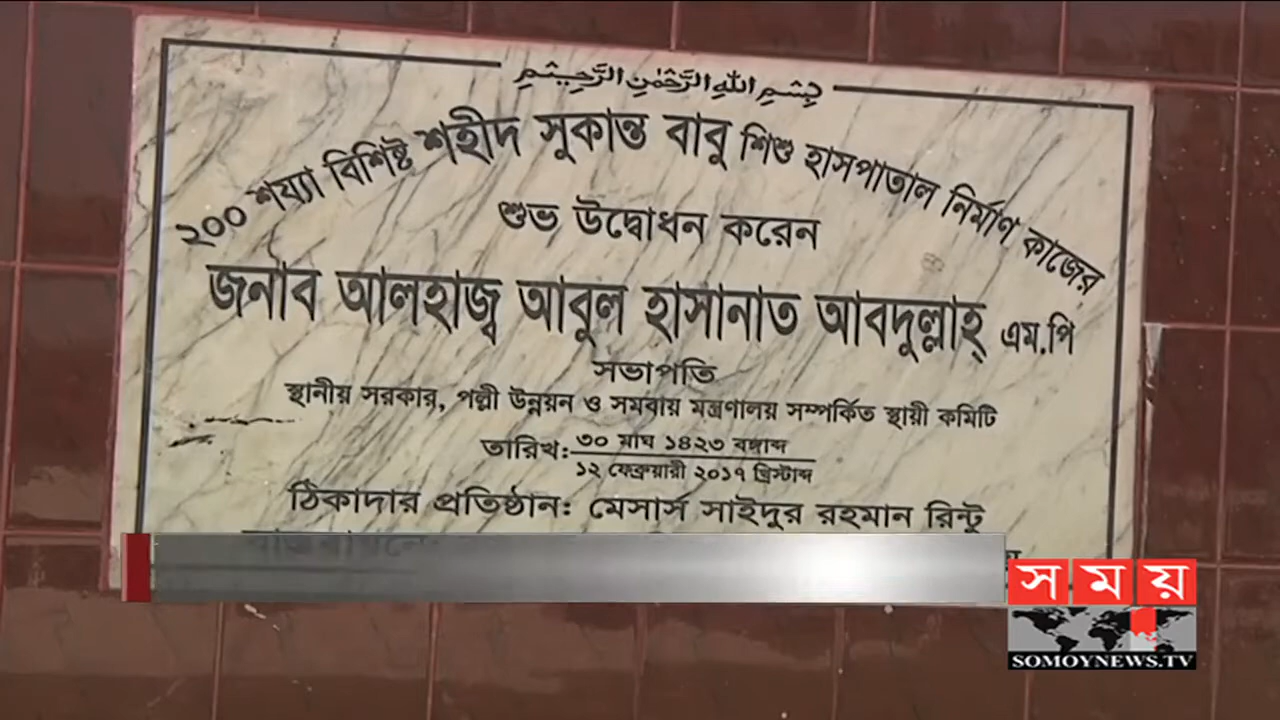 بِسْمِ اللهِ الرَّحْمٰنِ الرَّحِيْمِ
২০০ শয্যা বিশিষ্ট শহীদ সুকান্ত বাবু শিশু হাসপাতাল নির্মাণ কাজের
শুভ উদ্বোধন করেন
জনাব আলহাজ্ব আবুল হাসানাত আবদুল্লাহ্ এম.পি
সভাপতি
স্থানীয় সরকার, পল্লী উন্নয়ন ও সমবায় মন্ত্রণালয় সম্পর্কিত স্থায়ী কমিটি
তারিখ: ৩০ মাঘ ১৪২৩ বঙ্গাব্দ
১২ ফেব্রুয়ারী ২০১৭ খ্রিস্টাব্দ
ঠিকাদার প্রতিষ্ঠান: মেসার্স সাইদুর রহমান রিন্টু
সময়
SOMOYNEWS.TV